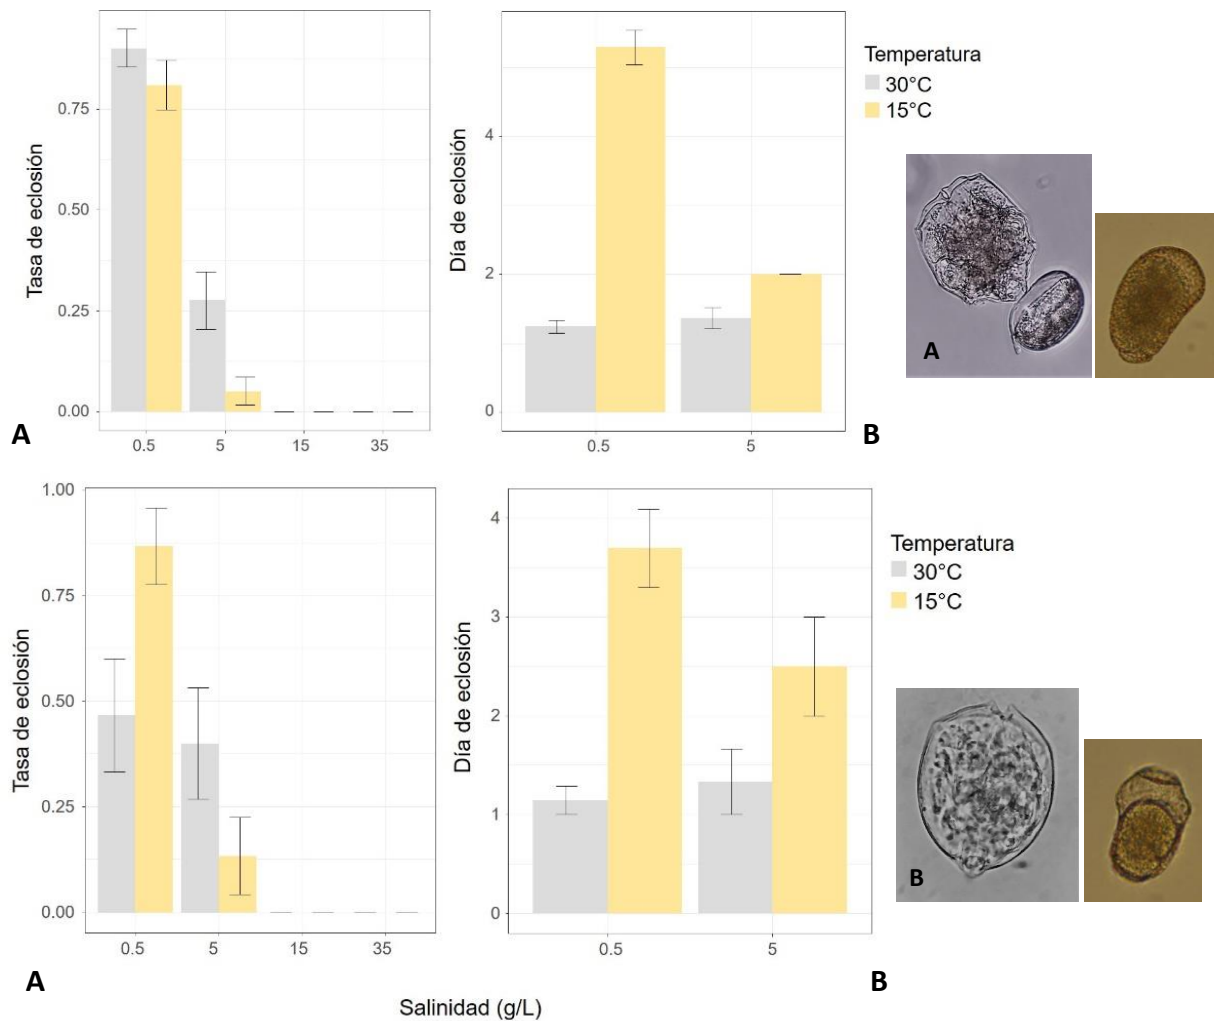 Tasa de eclosión
0.75
0.50
0.25
0.00
0.5 5 15 35
A
Día de eclosión
4
2
0
0.5 5
B
Temperatura
30°C
15°C
A
Tasa de eclosión
1.00
0.75
0.50
0.25
0.00
0.5 5 15 35
A
Día de eclosión
4
3
2
1
0
0.5 5
B
Temperatura
30°C
15°C
B
Salinidad (g/L)